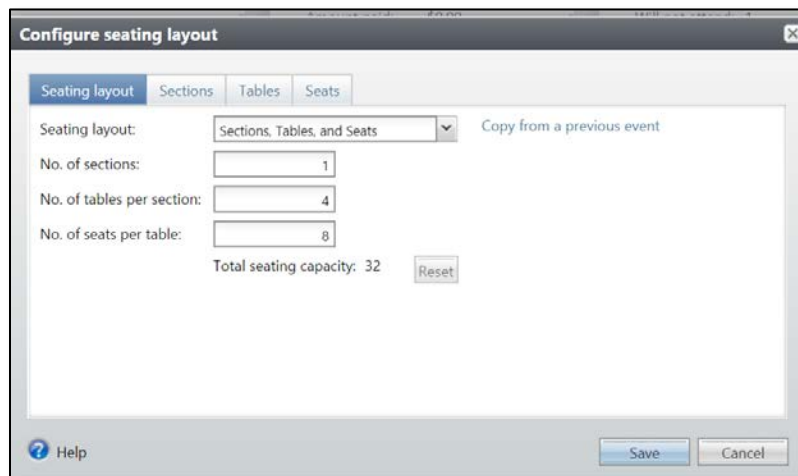 Configure seating layout
Seating layout Sections Tables Seats
Seating layout: Sections, Tables, and Seats Copy from a previous event
No. of sections: 1
No. of tables per section: 4
No. of seats per table: 8
Total seating capacity: 32 Reset
Help Save Cancel